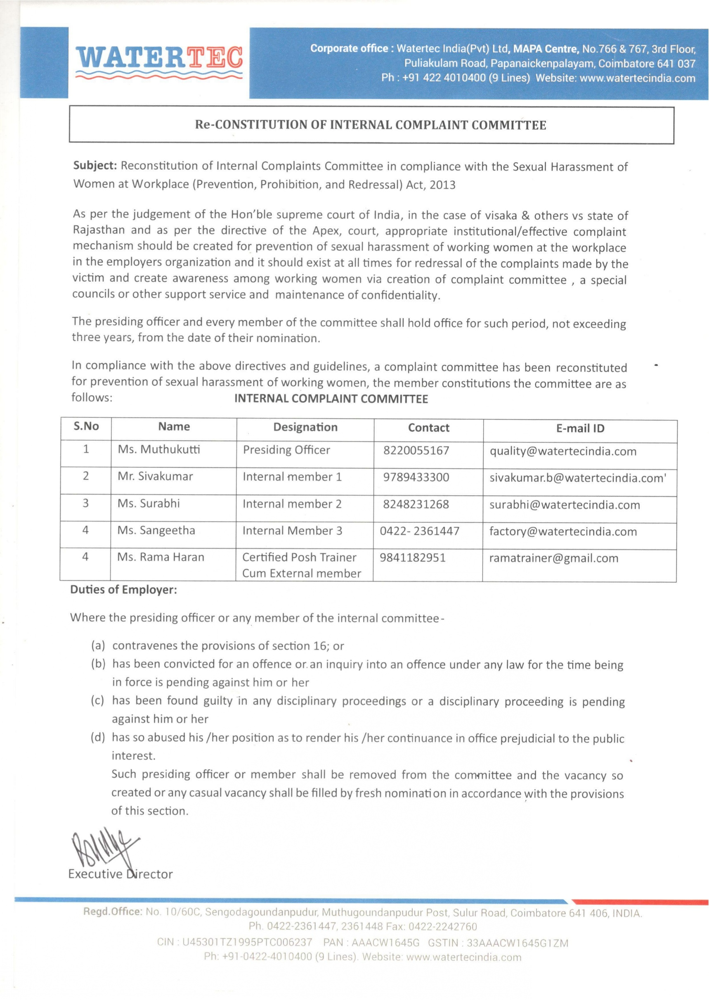 WATERTEC
Corporate office : Watertec India(Pvt) Ltd, MAPA Centre, No.766 & 767, 3rd Floor,
Puliakulam Road, Papanaickenpalayam, Coimbatore 641 037
Ph : +91 422 4010400 (9 Lines) Website: www.watertecindia.com
Re-CONSTITUTION OF INTERNAL COMPLAINT COMMITTEE
Subject: Reconstitution of Internal Complaints Committee in compliance with the Sexual Harassment of
Women at Workplace (Prevention, Prohibition, and Redressal) Act, 2013
As per the judgement of the Hon'ble supreme court of India, in the case of visaka & others vs state of
Rajasthan and as per the directive of the Apex, court, appropriate institutional/effective complaint
mechanism should be created for prevention of sexual harassment of working women at the workplace
in the employers organization and it should exist at all times for redressal of the complaints made by the
victim and create awareness among working women via creation of complaint committee , a special
councils or other support service and maintenance of confidentiality.
The presiding officer and every member of the committee shall hold office for such period, not exceeding
three years, from the date of their nomination.
In compliance with the above directives and guidelines, a complaint committee has been reconstituted
for prevention of sexual harassment of working women, the member constitutions the committee are as
follows: INTERNAL COMPLAINT COMMITTEE
S.No Name Designation Contact E-mail ID
1 Ms. Muthukutti Presiding Officer 8220055167 quality@watertecindia.com
2 Mr. Sivakumar Internal member 1 9789433300 sivakumar.b@watertecindia.com'
3 Ms. Surabhi Internal member 2 8248231268 surabhi@watertecindia.com
4 Ms. Sangeetha Internal Member 3 0422- 2361447 factory@watertecindia.com
4 Ms. Rama Haran Certified Posh Trainer 9841182951 ramatrainer@gmail.com
Cum External member
Duties of Employer:
Where the presiding officer or any member of the internal committee-
(a) contravenes the provisions of section 16; or
(b) has been convicted for an offence or an inquiry into an offence under any law for the time being
in force is pending against him or her
(c) has been found guilty in any disciplinary proceedings or a disciplinary proceeding is pending
against him or her
(d) has so abused his /her position as to render his /her continuance in office prejudicial to the public
interest.
Such presiding officer or member shall be removed from the committee and the vacancy so
created or any casual vacancy shall be filled by fresh nomination in accordance with the provisions
of this section.
Executive Director
Regd.Office: No. 10/60C, Sengodagoundanpudur, Muthugoundanpudur Post, Sulur Road, Coimbatore 641 406, INDIA.
Ph. 0422-2361447, 2361448 Fax: 0422-2242760
CIN : U45301TZ1995PTC006237 PAN : AAACW1645G GSTIN : 33AAACW1645G1ZM
Ph: +91-0422-4010400 (9 Lines). Website: www.watertecindia.com